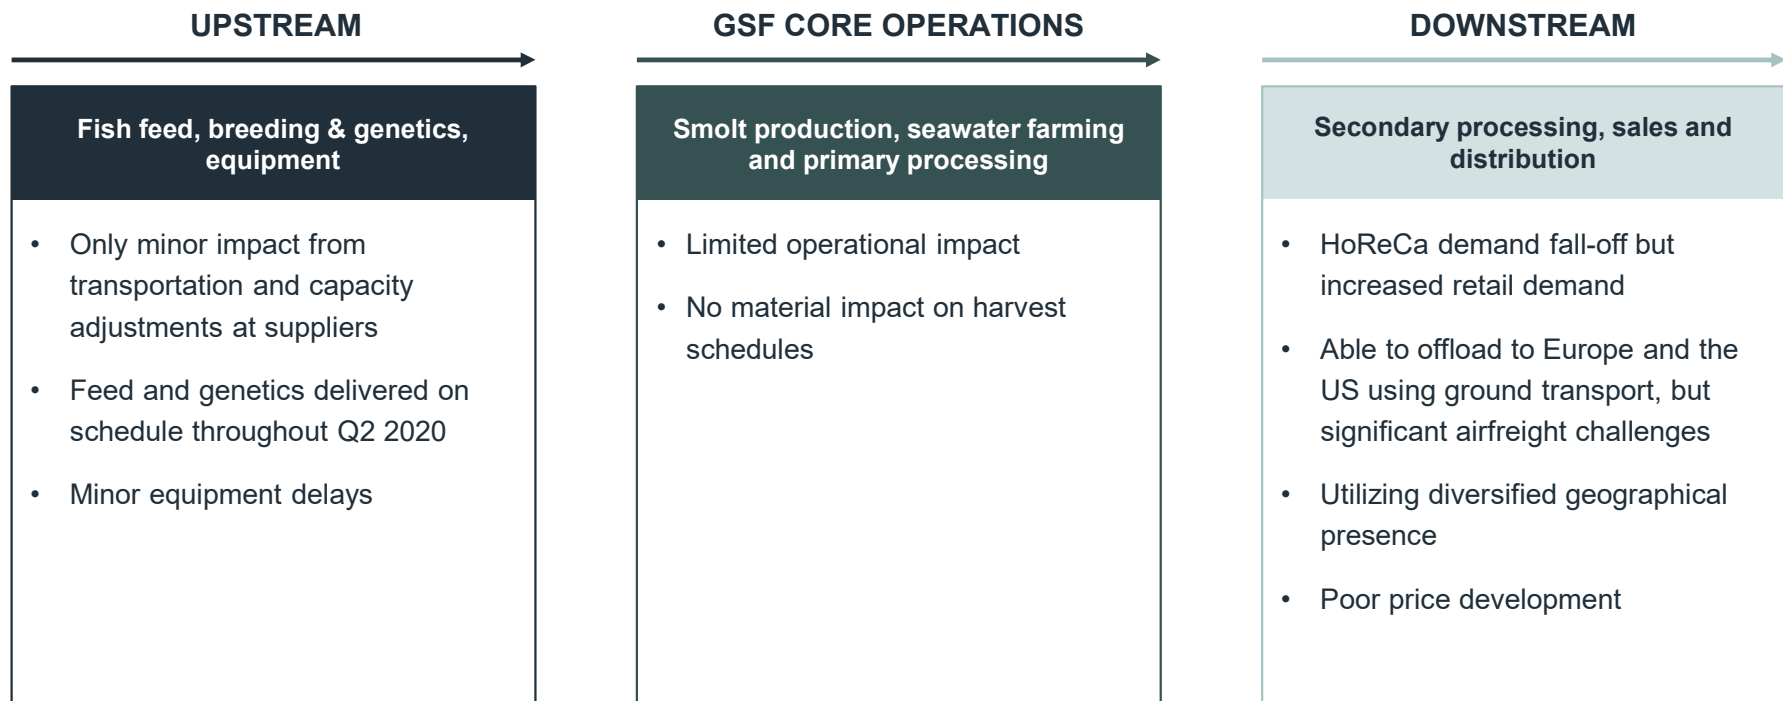 UPSTREAM
Fish feed, breeding & genetics,
equipment
• Only minor impact from
transportation and capacity
adjustments at suppliers
• Feed and genetics delivered on
schedule throughout Q2 2020
• Minor equipment delays
GSF CORE OPERATIONS
Smolt production, seawater farming
and primary processing
• Limited operational impact
• No material impact on harvest
schedules
DOWNSTREAM
Secondary processing, sales and
distribution
• HoReCa demand fall-off but
increased retail demand
• Able to offload to Europe and the
US using ground transport, but
significant airfreight challenges
• Utilizing diversified geographical
presence
• Poor price development